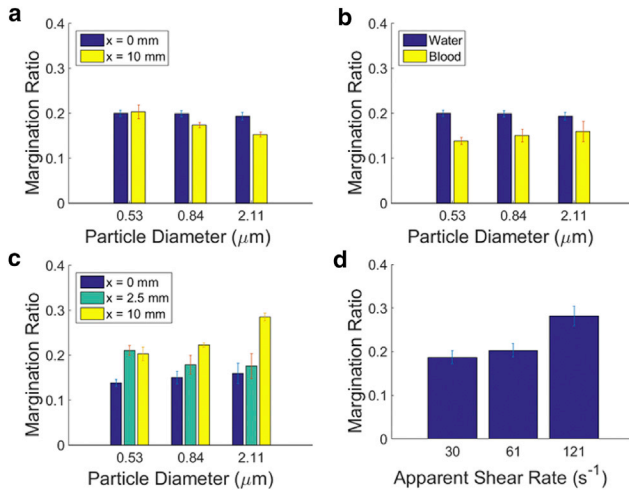 a
x = 0 mm
x = 10 mm
Margination Ratio
0.4
0.3
0.2
0.1
0
0.53 0.84 2.11
Particle Diameter (μm)
b
Water
Blood
Margination Ratio
0.4
0.3
0.2
0.1
0
0.53 0.84 2.11
Particle Diameter (μm)
c
x = 0 mm
x = 2.5 mm
x = 10 mm
Margination Ratio
0.4
0.3
0.2
0.1
0
0.53 0.84 2.11
Particle Diameter (μm)
d
Margination Ratio
0.4
0.3
0.2
0.1
0
30 61 121
Apparent Shear Rate (s⁻¹)